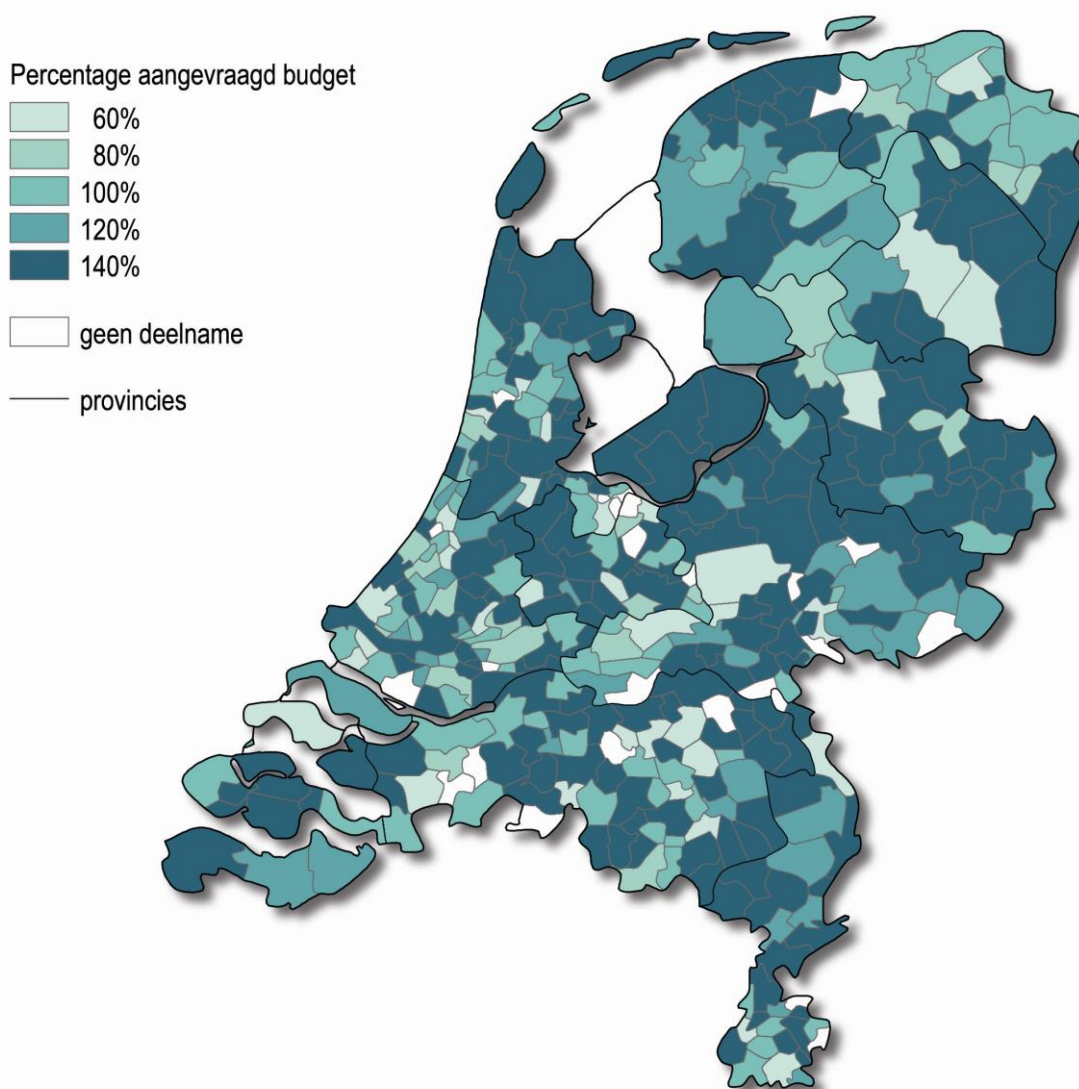 Percentage aangevraagd budget
60%
80%
100%
120%
140%
geen deelname
provincies